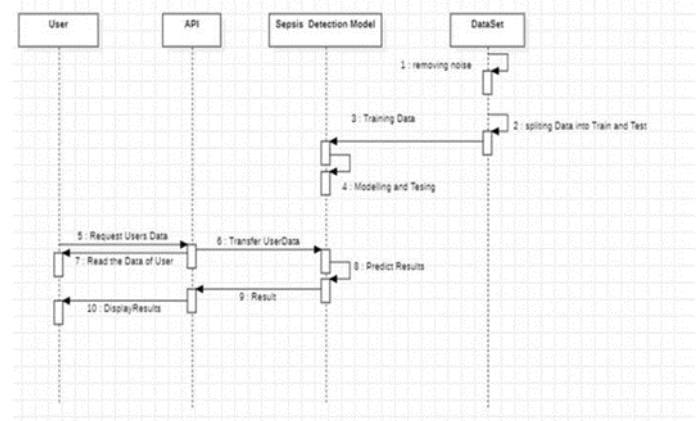 User
API
Sepsis Detection Model
DataSet
1 : removing noise
3 : Training Data
2 : spliting Data into Train and Test
4 : Modelling and Tesing
5 : Request Users Data
6 : Transfer UserData
7 : Read the Data of User
8 : Predict Results
9 : Result
10 : DisplayResults